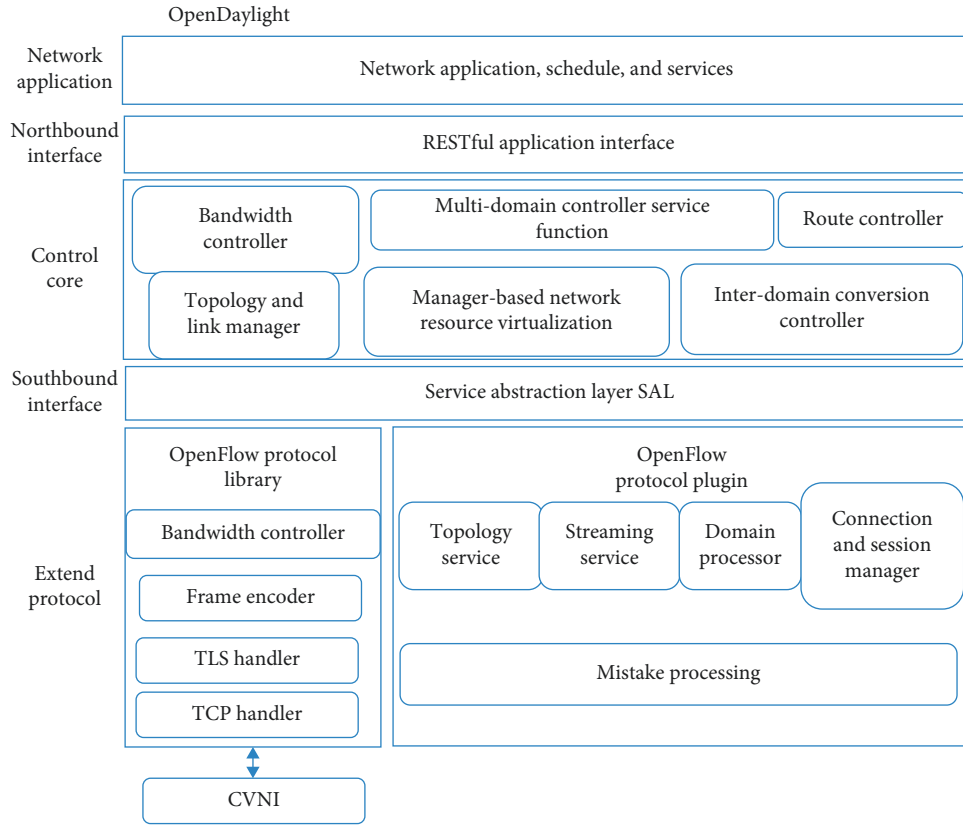 OpenDaylight
Network
application
Network application, schedule, and services
Northbound
interface
RESTful application interface
Control
core
Bandwidth
controller
Multi-domain controller service
function
Route controller
Topology and
link manager
Manager-based network
resource virtualization
Inter-domain conversion
controller
Southbound
interface
Service abstraction layer SAL
Extend
protocol
OpenFlow protocol
library
Bandwidth controller
Frame encoder
TLS handler
TCP handler
OpenFlow
protocol plugin
Topology
service
Streaming
service
Domain
processor
Connection
and session
manager
Mistake processing
CVNI